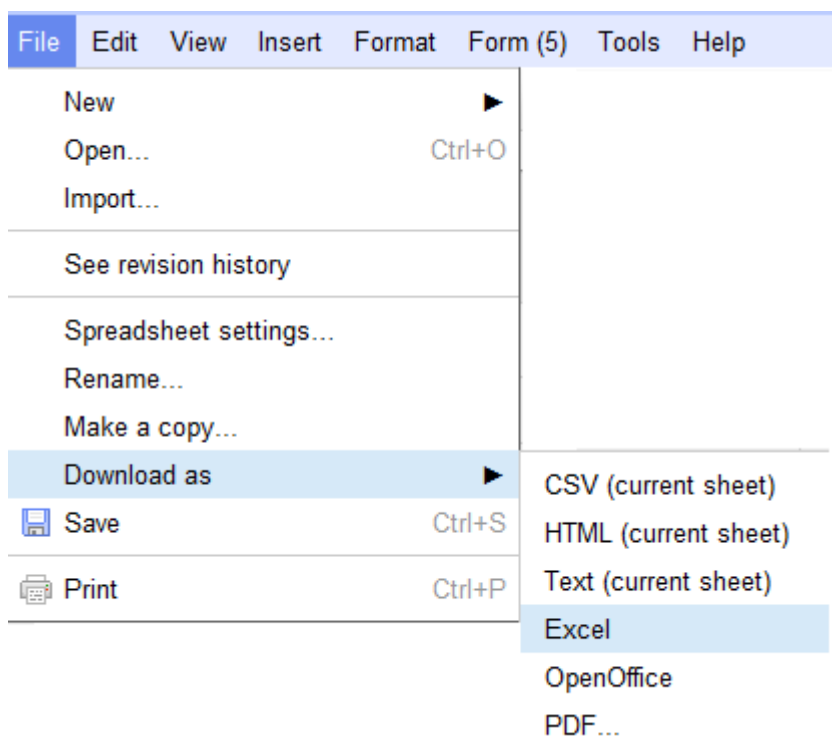 File Edit View Insert Format Form (5) Tools Help
New
Open... Ctrl+O
Import...
See revision history
Spreadsheet settings...
Rename...
Make a copy...
Download as
Save Ctrl+S
Print Ctrl+P
CSV (current sheet)
HTML (current sheet)
Text (current sheet)
Excel
OpenOffice
PDF...